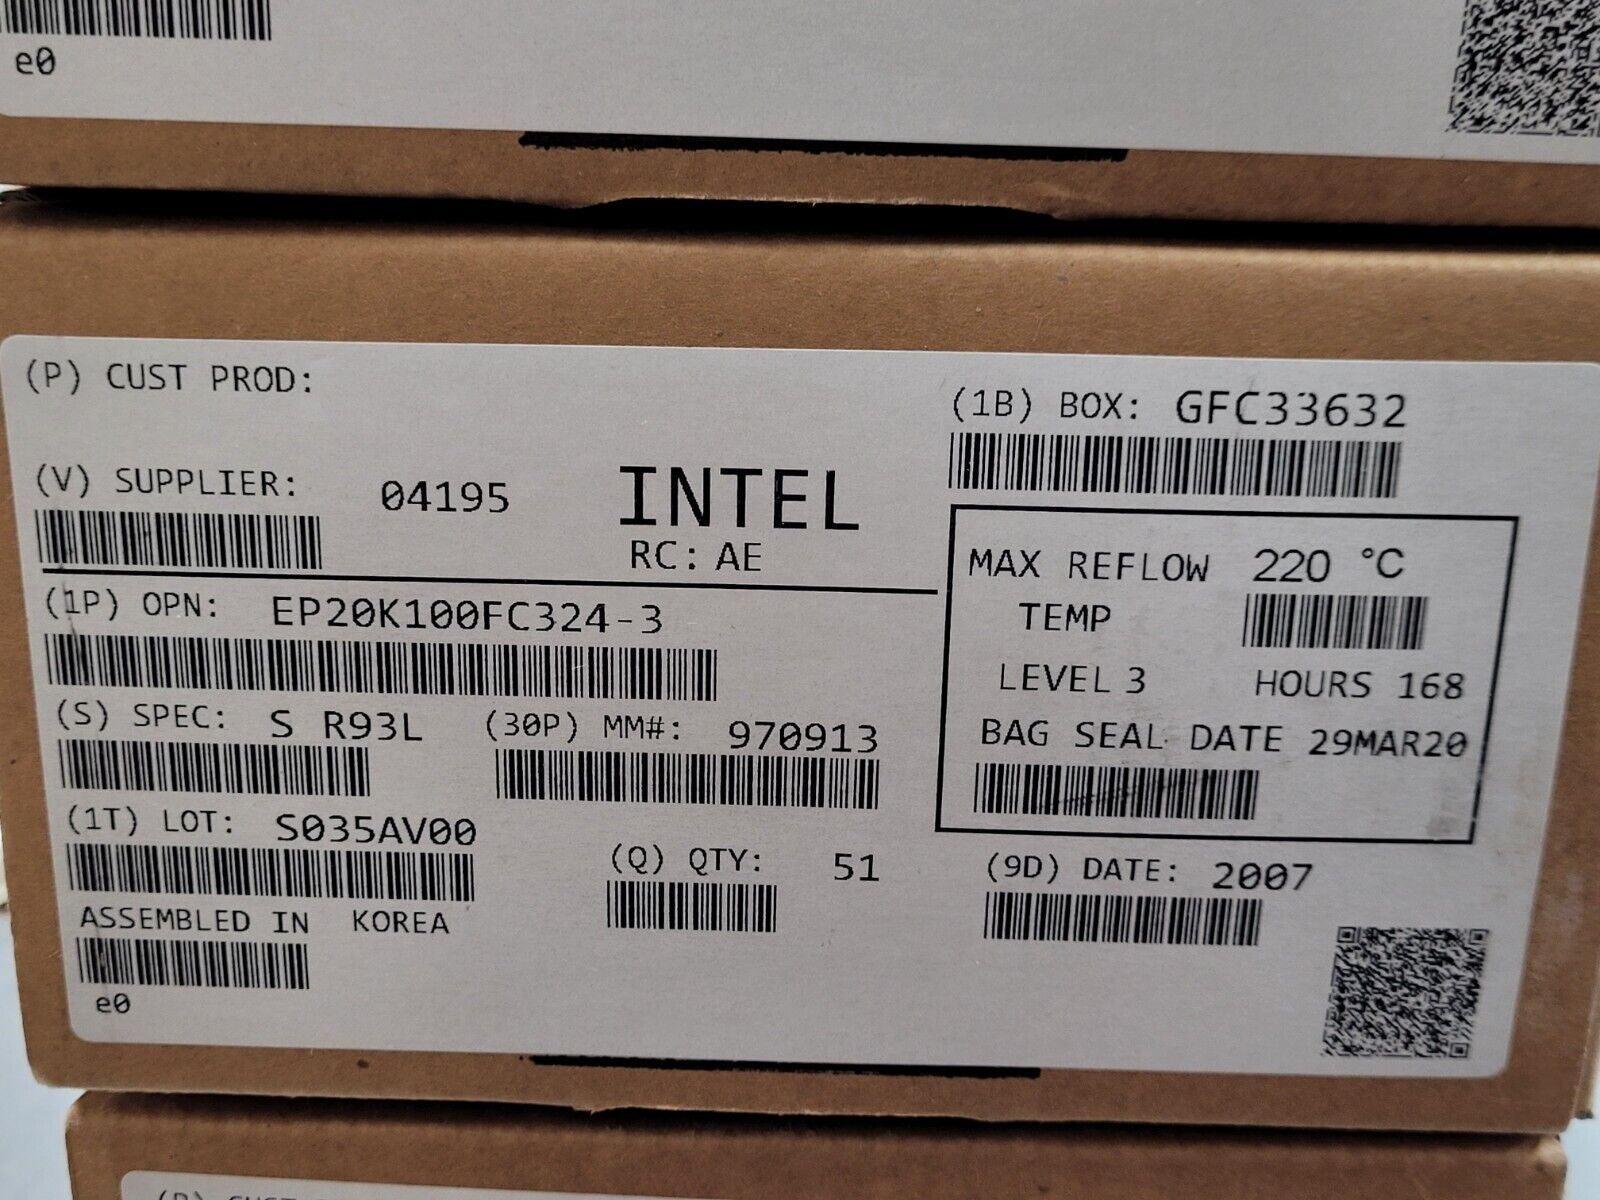 e0
(P) CUST PROD:
(1B) BOX: GFC33632
(V) SUPPLIER: 04195 INTEL
RC: AE
MAX REFLOW 220 °C
TEMP
(1P) OPN: EP20K100FC324-3
LEVEL 3 HOURS 168
(S) SPEC: S R93L (30P) MM#: 970913
BAG SEAL DATE 29MAR20
(1T) LOT: S035AV00
(Q) QTY: 51
(9D) DATE: 2007
ASSEMBLED IN KOREA
e0